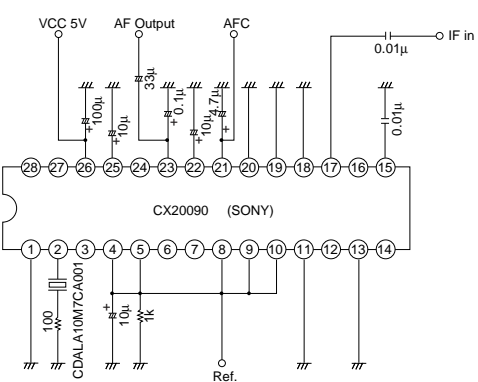 VCC 5V
AF Output
AFC
IF in
0.01μ
33μ
100μ
10μ
0.1μ
10μ
4.7μ
0.01μ
+
+
+
+
+
28 27 26 25 24 23 22 21 20 19 18 17 16 15
CX20090 (SONY)
1 2 3 4 5 6 7 8 9 10 11 12 13 14
100
CDALA10M7CA001
+
10μ
1k
Ref.